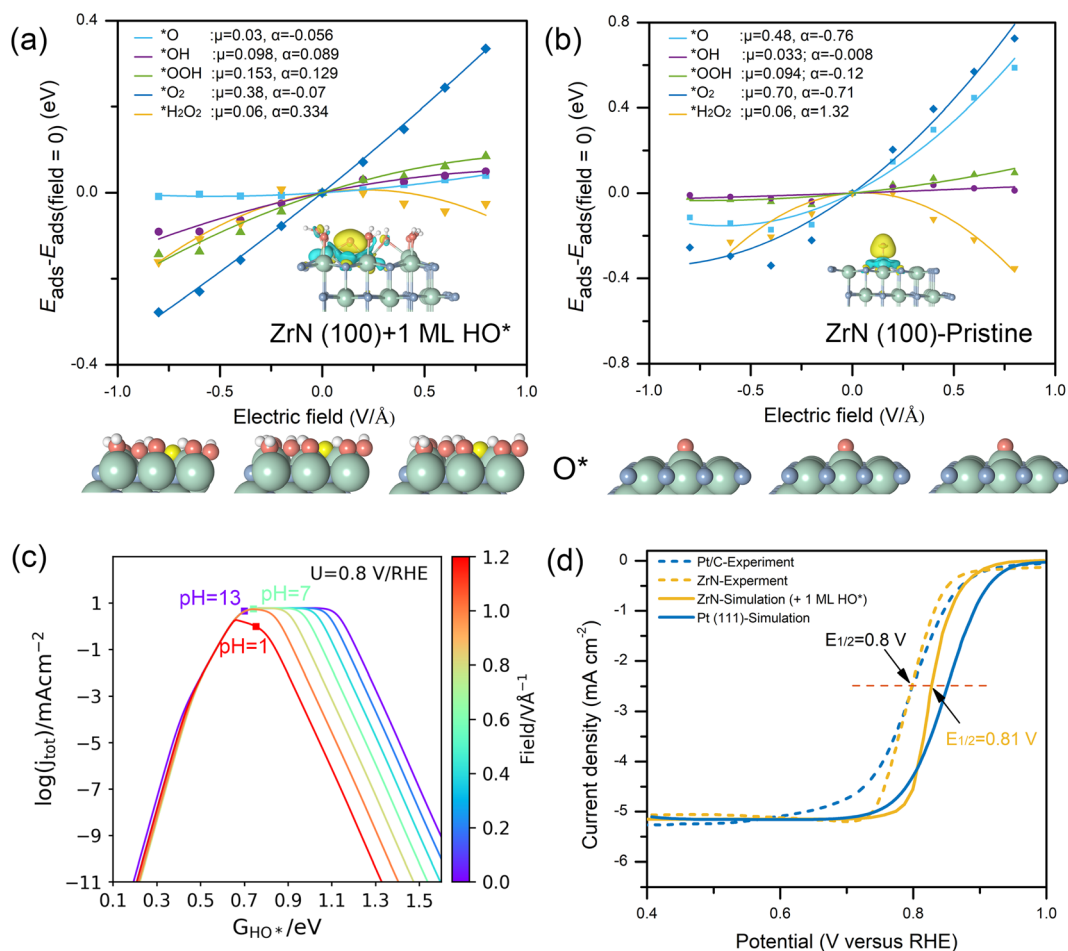 (a)
*O :μ=0.03, α=-0.056
*OH :μ=0.098, α=0.089
*OOH :μ=0.153, α=0.129
*O₂ :μ=0.38, α=-0.07
*H₂O₂ :μ=0.06, α=0.334
0.4
0.0
-0.4
Eads-Eads(field = 0) (eV)
ZrN (100)+1 ML HO*
-1.0 -0.5 0.0 0.5 1.0
Electric field (V/Å)
(b)
*O :μ=0.48, α=-0.76
*OH :μ=0.033; α=-0.008
*OOH :μ=0.094; α=-0.12
*O₂ :μ=0.70, α=-0.71
*H₂O₂ :μ=0.06, α=1.32
0.8
0.4
0.0
-0.4
-0.8
Eads-Eads(field = 0) (eV)
ZrN (100)-Pristine
-1.0 -0.5 0.0 0.5 1.0
Electric field (V/Å)
O*
(c)
U=0.8 V/RHE
pH=13
pH=7
pH=1
1
−1
−3
−5
−7
−9
−11
log(jtot)/mAcm⁻²
0.1 0.3 0.5 0.7 0.9 1.1 1.3 1.5
GHO*/eV
1.2
1.0
0.8
0.6
0.4
0.2
0.0
Field/VÅ⁻¹
(d)
Pt/C-Experiment
ZrN-Experment
ZrN-Simulation (+ 1 ML HO*)
Pt (111)-Simulation
E1/2=0.8 V
E1/2=0.81 V
0
-1
-2
-3
-4
-5
-6
Current density (mA cm⁻²)
0.4 0.6 0.8 1.0
Potential (V versus RHE)